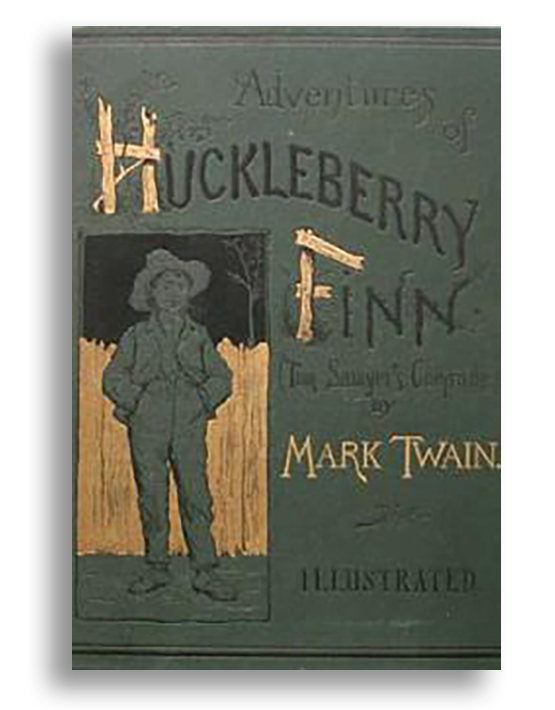 Adventures
of
HUCKLEBERRY
FINN
(Tom Sawyer's Comrade)
by
MARK TWAIN.
ILLUSTRATED.